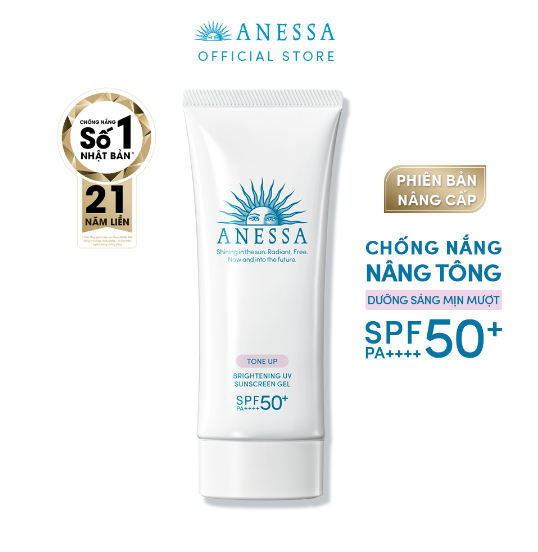 ANESSA
OFFICIAL STORE
CHỐNG NẮNG
Số 1
NHẬT BẢN*
21
NĂM LIỀN
ANESSA
Shining in the sun. Radiant. Free.
Now and into the future.
TONE UP
BRIGHTENING UV
SUNSCREEN GEL
SPF50+
PA++++
PHIÊN BẢN
NÂNG CẤP
CHỐNG NẮNG
NÂNG TÔNG
DƯỠNG SÁNG MỊN MƯỢT
SPF50+
PA++++